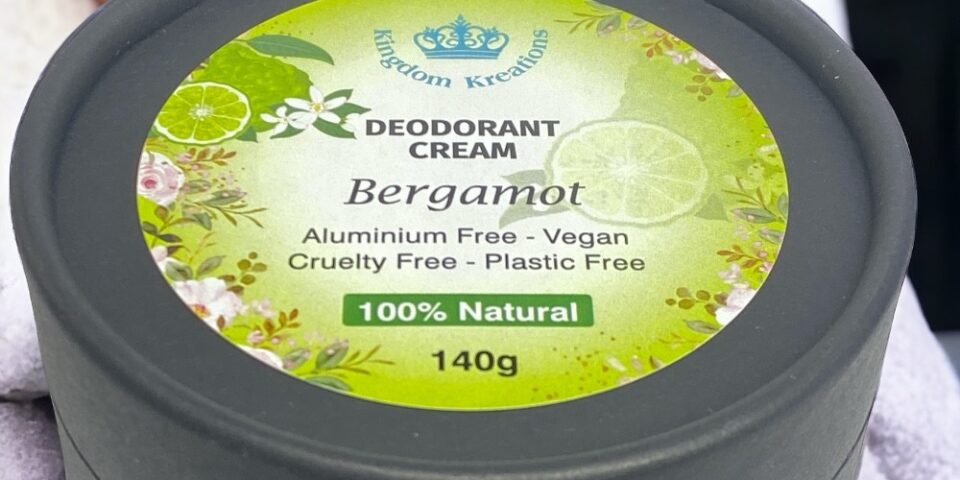 Kingdom Kreations
DEODORANT
CREAM
Bergamot
Aluminium Free - Vegan
Cruelty Free - Plastic Free
100% Natural
140g